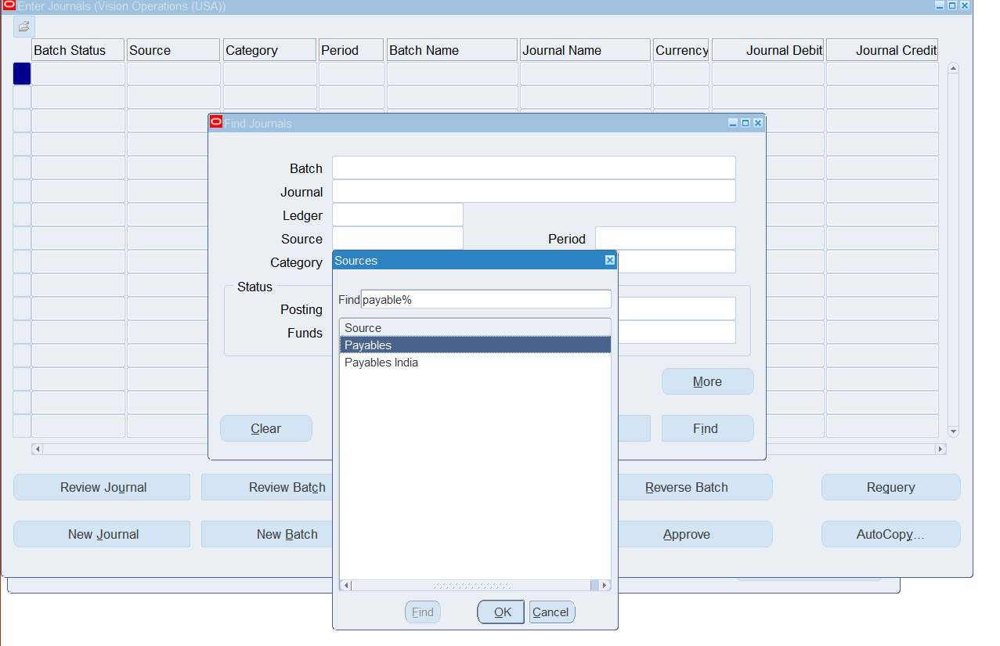 Enter Journals (Vision Operations (USA))
Batch Status Source Category Period Batch Name Journal Name Currency Journal Debit Journal Credit
Find Journals
Batch
Journal
Ledger
Source Period
Category
Status
Posting
Funds
More
Clear Find
Sources
Find payable%
Source
Payables
Payables India
Find OK Cancel
Review Journal Review Batch Reverse Batch Requery
New Journal New Batch Approve AutoCopy...